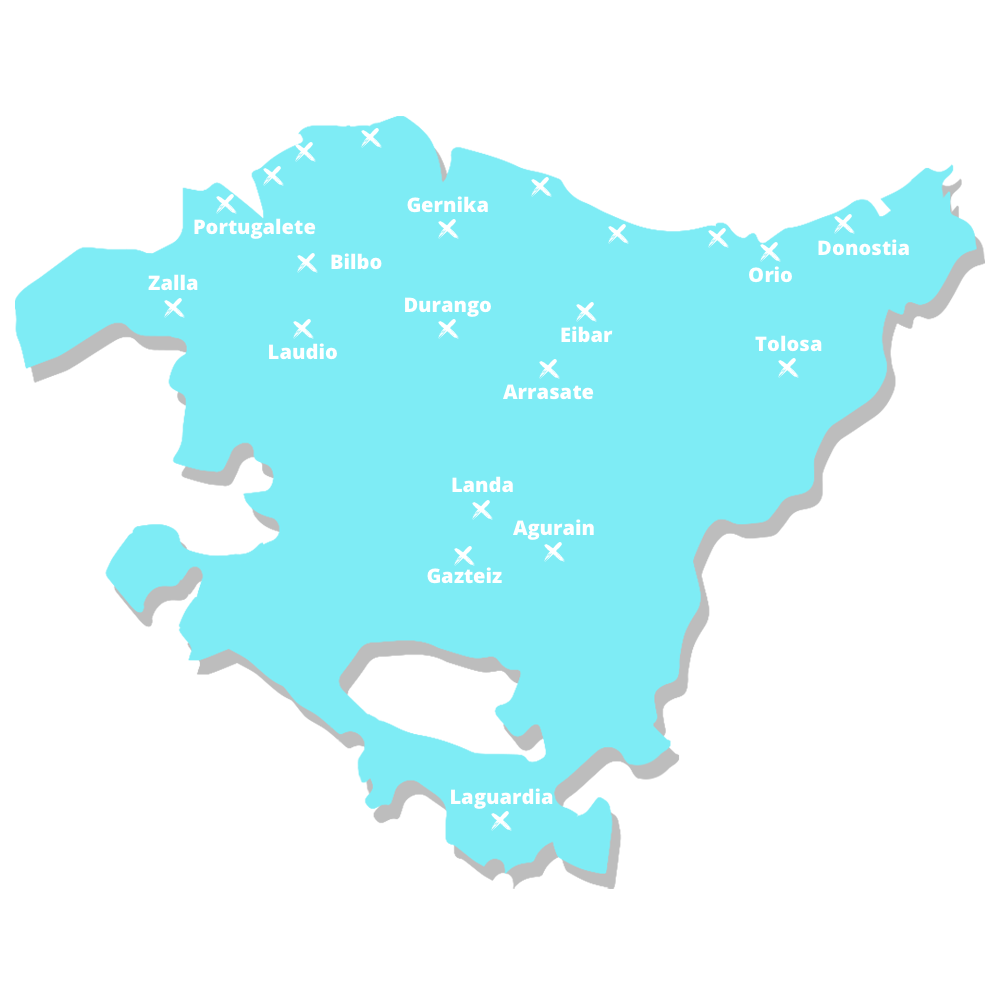 Gernika
Portugalete
Donostia
Bilbo
Orio
Zalla
Durango
Eibar
Tolosa
Laudio
Arrasate
Landa
Agurain
Gazteiz
Laguardia